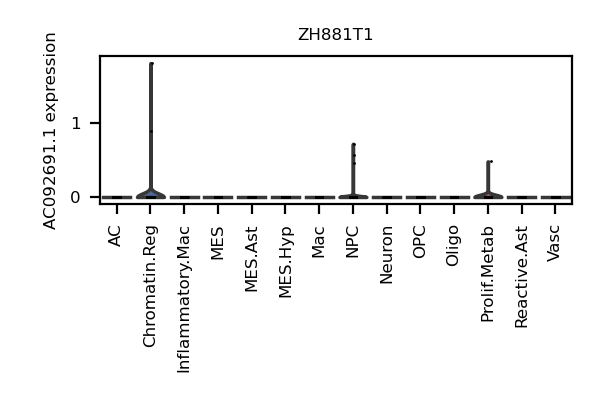 ZH881T1
AC092691.1 expression
1
0
AC
Chromatin.Reg
Inflammatory.Mac
MES
MES.Ast
MES.Hyp
Mac
NPC
Neuron
OPC
Oligo
Prolif.Metab
Reactive.Ast
Vasc